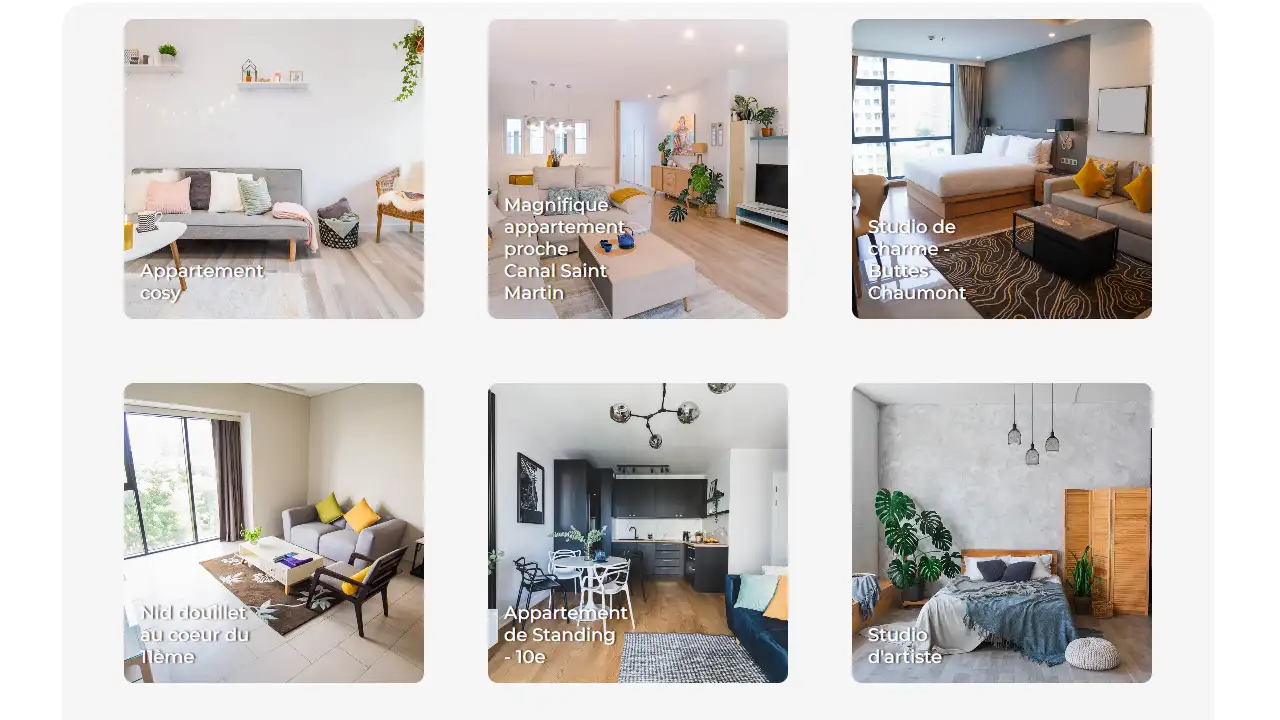 Appartement
cosy
Magnifique
appartement
proche
Canal Saint
Martin
Studio de
charme -
Buttes
Chaumont
Nid douillet
au coeur du
11ème
Appartement
de Standing
- 10e
Studio
d'artiste